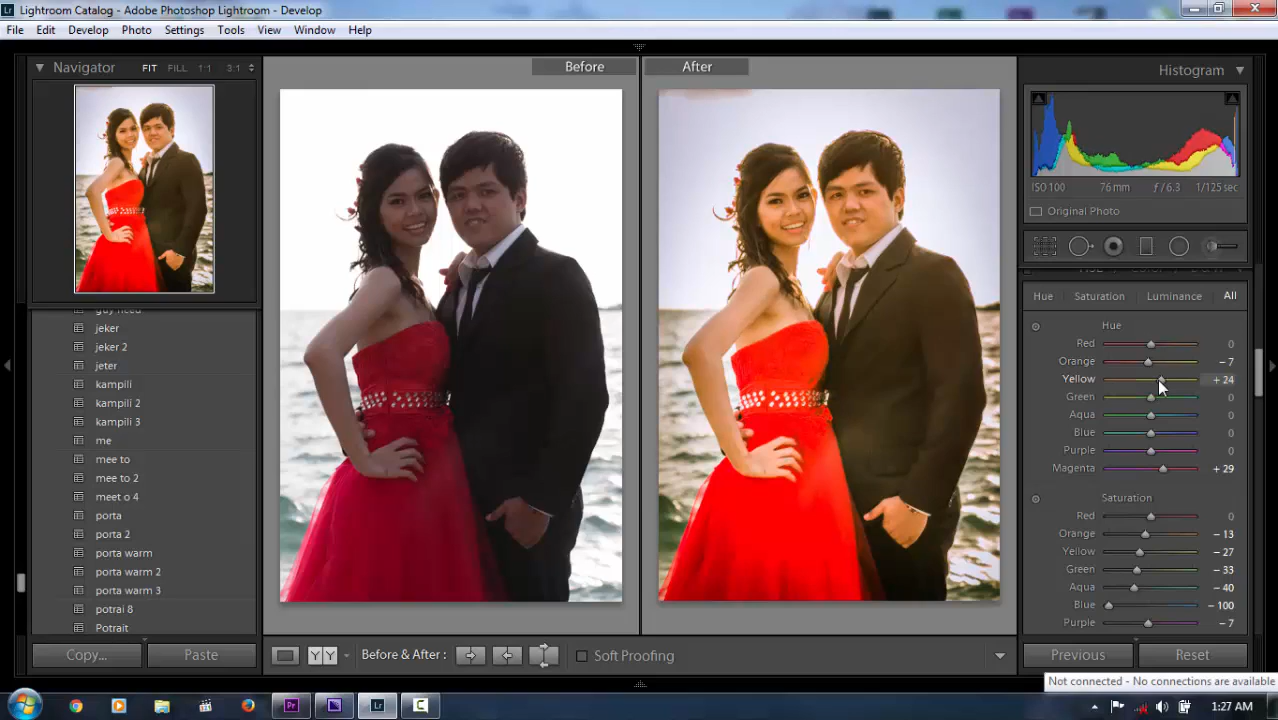 Lightroom Catalog - Adobe Photoshop Lightroom - Develop
File Edit Develop Photo Settings Tools View Window Help
Navigator FIT FILL 1:1 3:1
Before After
Histogram
ISO 100 76 mm ƒ / 6.3 1/125 sec
Original Photo
guy need
jeker
jeker 2
jeter
kampili
kampili 2
kampili 3
me
mee to
mee to 2
meet o 4
porta
porta 2
porta warm
porta warm 2
porta warm 3
potrai 8
Potrait
Hue Saturation Luminance All
Hue
Red 0
Orange - 7
Yellow + 24
Green 0
Aqua 0
Blue 0
Purple 0
Magenta + 29
Saturation
Red 0
Orange - 13
Yellow - 27
Green - 33
Aqua - 40
Blue - 100
Purple - 7
Copy... Paste
Before & After :
Soft Proofing
Previous Reset
Not connected - No connections are available
1:27 AM